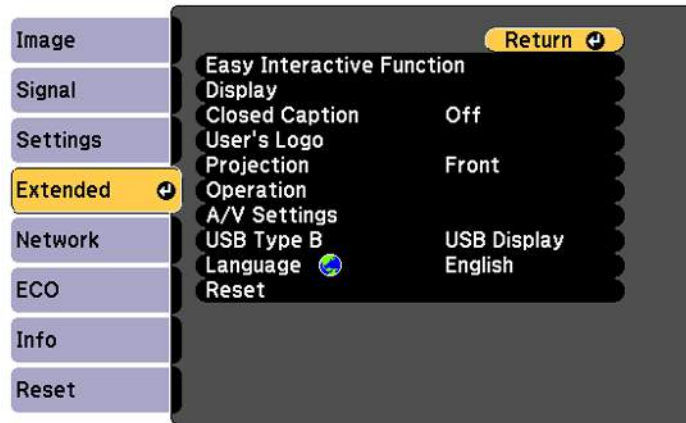 Image
Signal
Settings
Extended
Network
ECO
Info
Reset
Return
Easy Interactive Function
Display
Closed Caption Off
User's Logo
Projection Front
Operation
A/V Settings
USB Type B USB Display
Language English
Reset